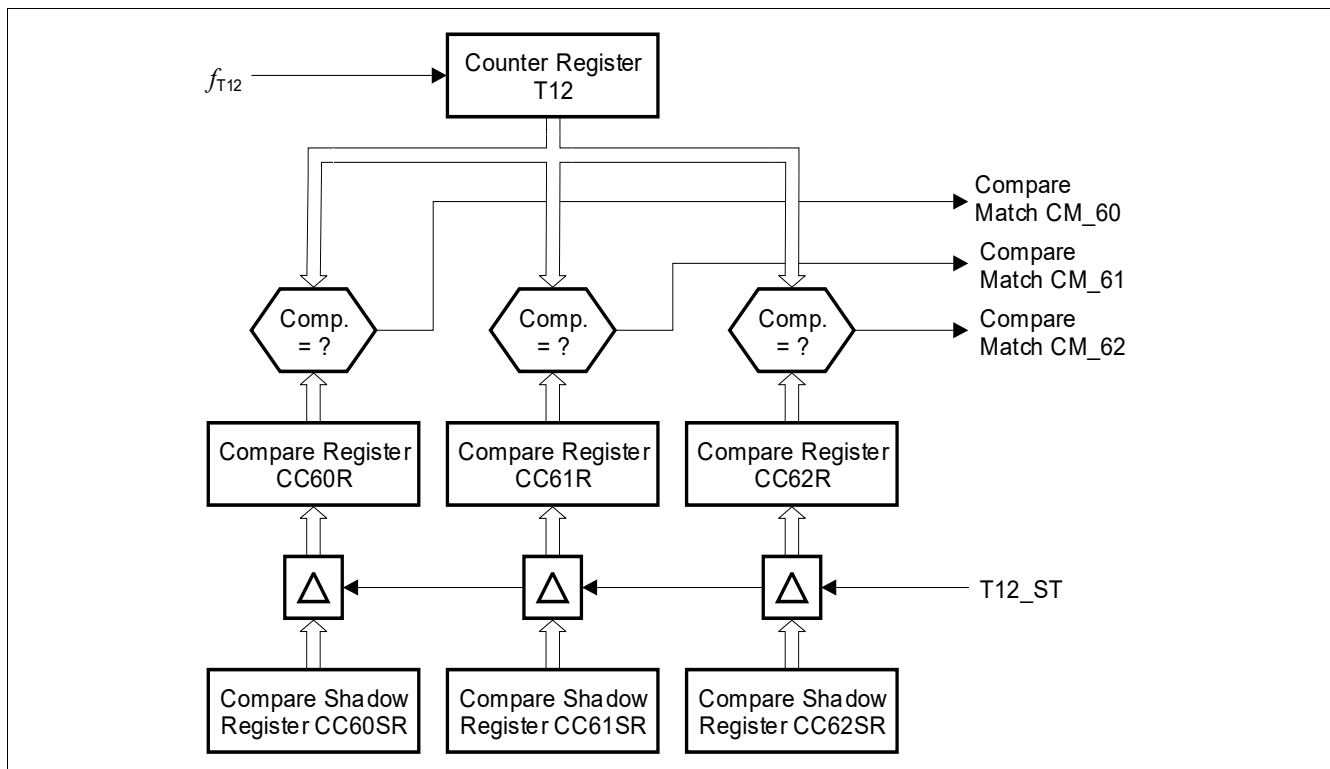 Counter Register
T12
fT12
Compare
Match CM_60
Compare
Match CM_61
Compare
Match CM_62
Comp.
= ?
Comp.
= ?
Comp.
= ?
Compare Register
CC60R
Compare Register
CC61R
Compare Register
CC62R
T12_ST
Compare Shadow
Register CC60SR
Compare Shadow
Register CC61SR
Compare Shadow
Register CC62SR